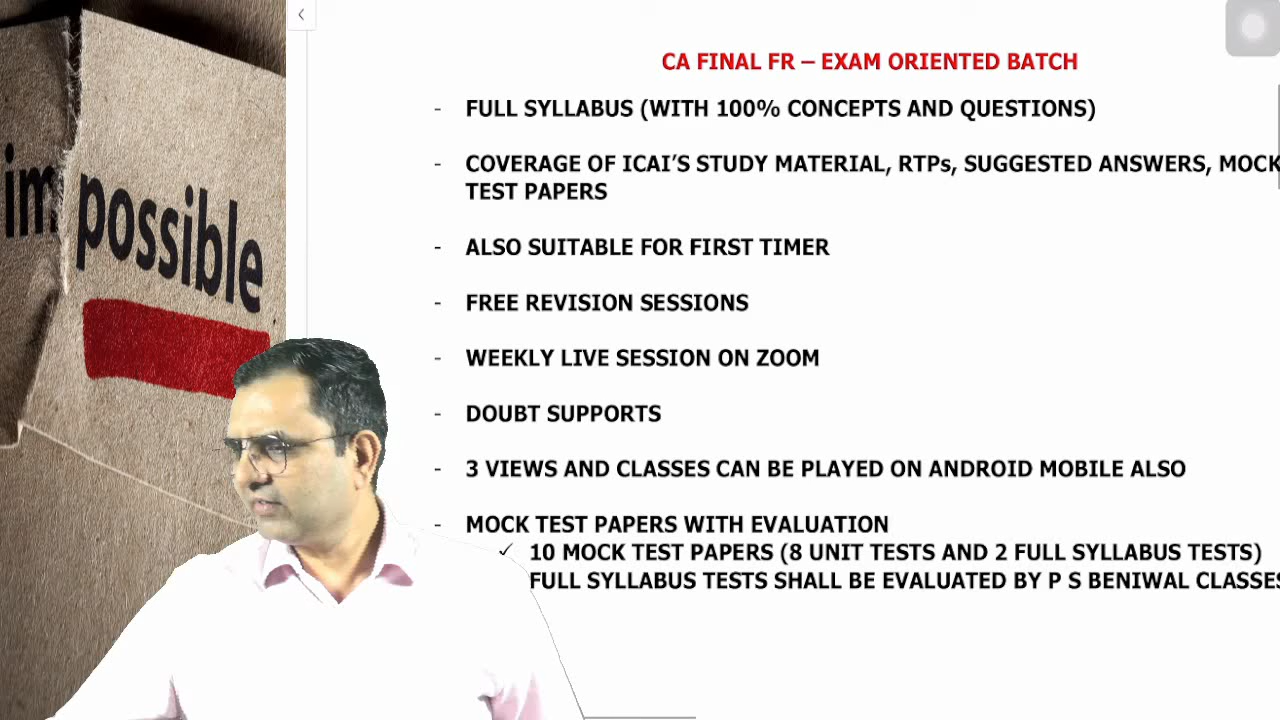 im possible
CA FINAL FR – EXAM ORIENTED BATCH
- FULL SYLLABUS (WITH 100% CONCEPTS AND QUESTIONS)
- COVERAGE OF ICAI’S STUDY MATERIAL, RTPs, SUGGESTED ANSWERS, MOCK
TEST PAPERS
- ALSO SUITABLE FOR FIRST TIMER
- FREE REVISION SESSIONS
- WEEKLY LIVE SESSION ON ZOOM
- DOUBT SUPPORTS
- 3 VIEWS AND CLASSES CAN BE PLAYED ON ANDROID MOBILE ALSO
- MOCK TEST PAPERS WITH EVALUATION
✓ 10 MOCK TEST PAPERS (8 UNIT TESTS AND 2 FULL SYLLABUS TESTS)
FULL SYLLABUS TESTS SHALL BE EVALUATED BY P S BENIWAL CLASSES